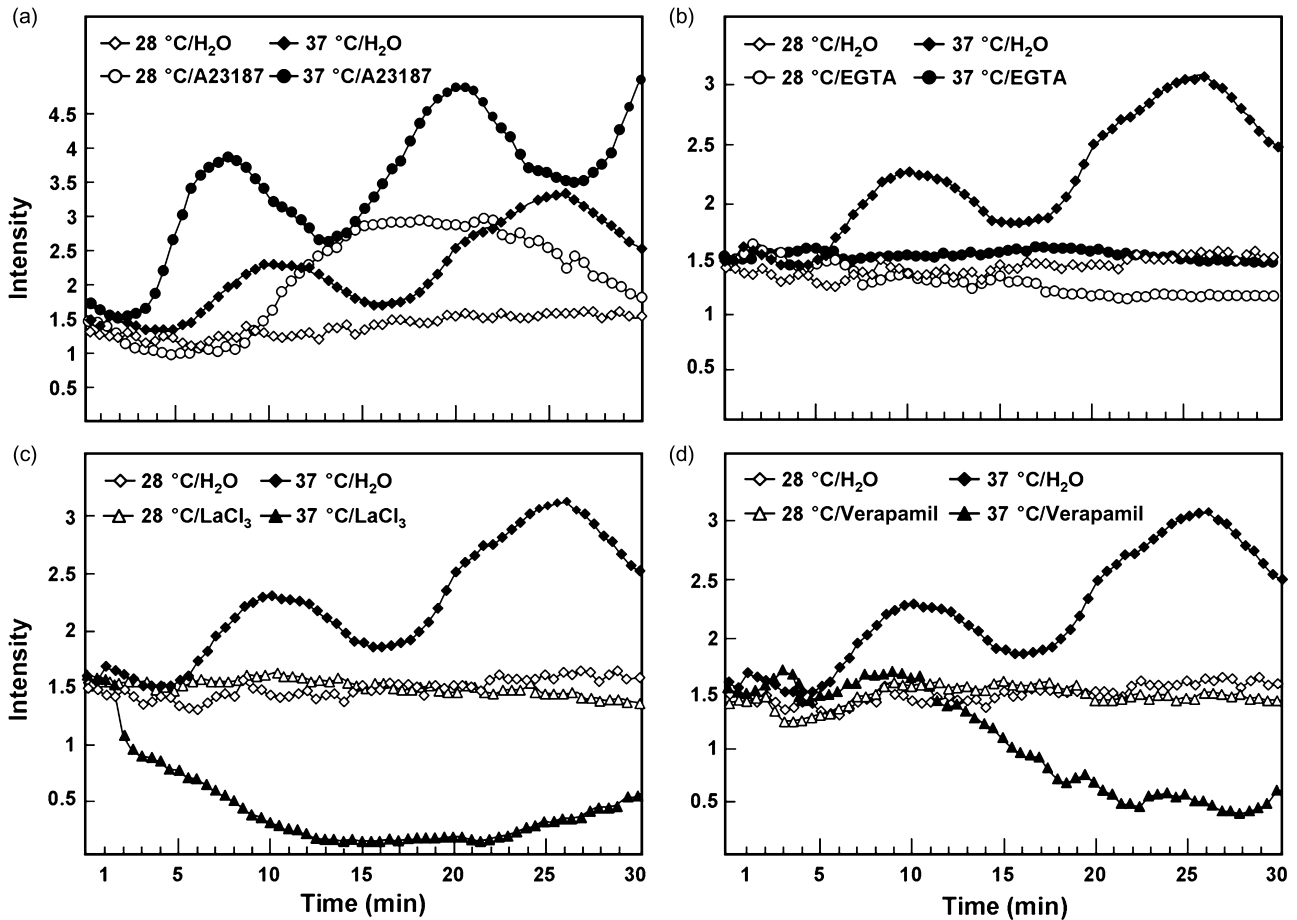 (a)
28 °C/H₂O 37 °C/H₂O
28 °C/A23187 37 °C/A23187
4.5
4
3.5
3
2.5
2
1.5
1
0.5
Intensity
(b)
28 °C/H₂O 37 °C/H₂O
28 °C/EGTA 37 °C/EGTA
3
2.5
2
1.5
1
0.5
(c)
28 °C/H₂O 37 °C/H₂O
28 °C/LaCl₃ 37 °C/LaCl₃
3
2.5
2
1.5
1
0.5
Intensity
1 5 10 15 20 25 30
Time (min)
(d)
28 °C/H₂O 37 °C/H₂O
28 °C/Verapamil 37 °C/Verapamil
3
2.5
2
1.5
1
0.5
1 5 10 15 20 25 30
Time (min)